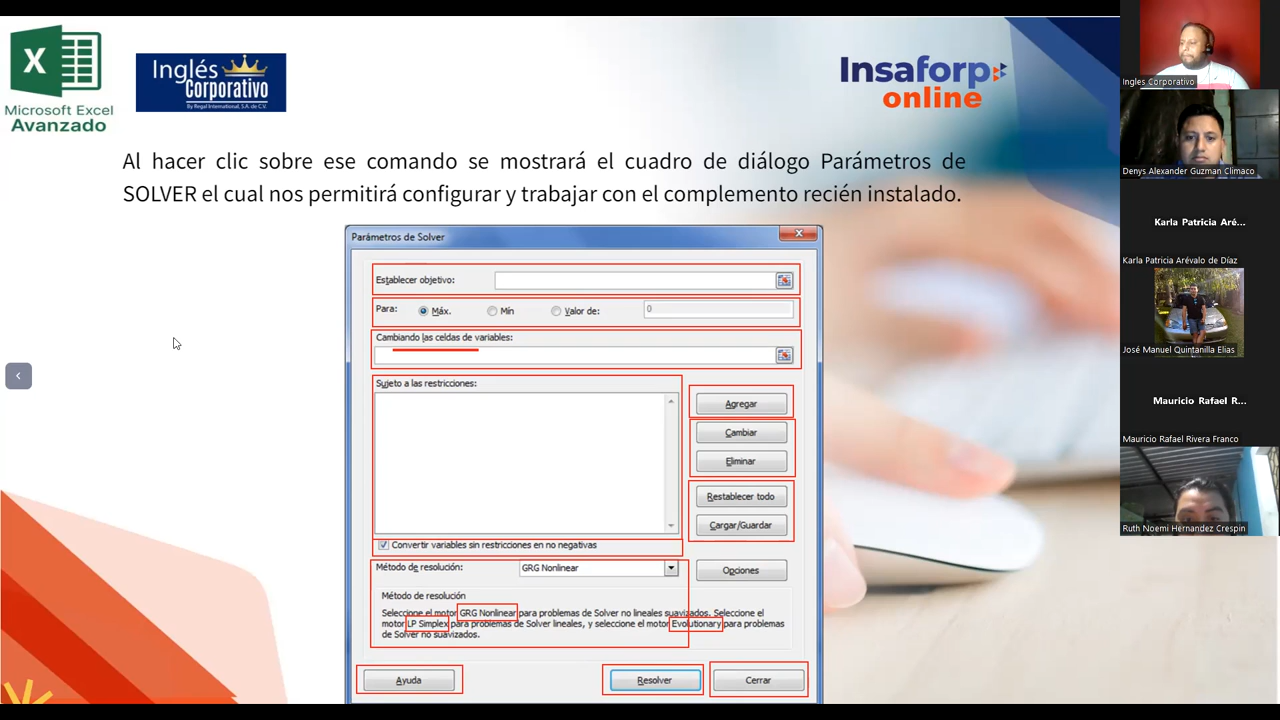 X
Microsoft Excel
Avanzado
Inglés
Corporativo
By Regal International, S.A. de C.V.
Insaforp
online
Al hacer clic sobre ese comando se mostrará el cuadro de diálogo Parámetros de
SOLVER el cual nos permitirá configurar y trabajar con el complemento recién instalado.
Parámetros de Solver
Establecer objetivo:
Para:
Máx.
Mín
Valor de:
0
Cambiando las celdas de variables:
Sujeto a las restricciones:
Agregar
Cambiar
Eliminar
Restablecer todo
Cargar/Guardar
Convertir variables sin restricciones en no negativas
Método de resolución:
GRG Nonlinear
Opciones
Método de resolución
Seleccione el motor GRG Nonlinear para problemas de Solver no lineales suavizados. Seleccione el
motor LP Simplex para problemas de Solver lineales, y seleccione el motor Evolutionary para problemas
de Solver no suavizados.
Ayuda
Resolver
Cerrar
Ingles Corporativo
Denys Alexander Guzman Climaco
Karla Patricia Aré...
Karla Patricia Arévalo de Díaz
José Manuel Quintanilla Elias
Mauricio Rafael R...
Mauricio Rafael Rivera Franco
Ruth Noemi Hernandez Crespin